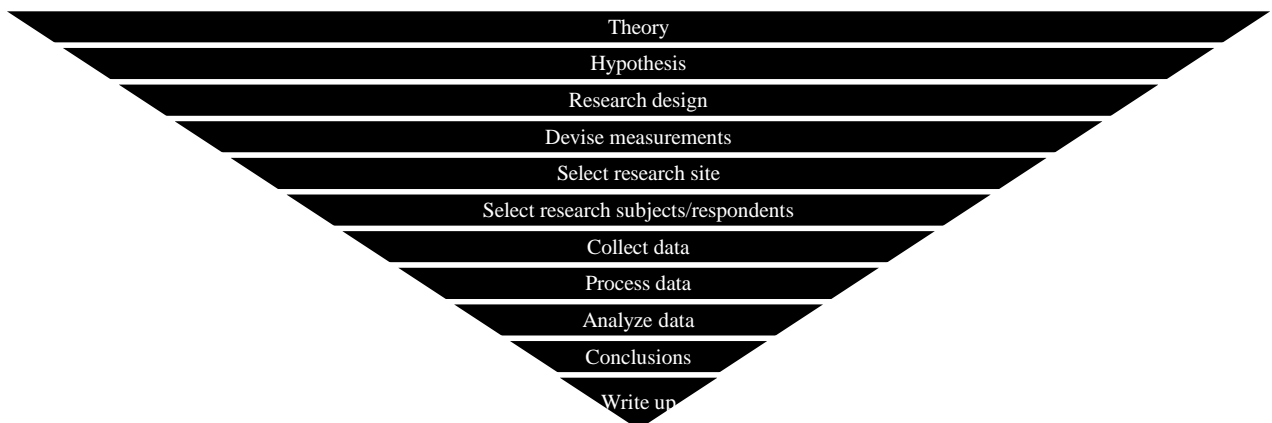 Theory
Hypothesis
Research design
Devise measurements
Select research site
Select research subjects/respondents
Collect data
Process data
Analyze data
Conclusions
Write up